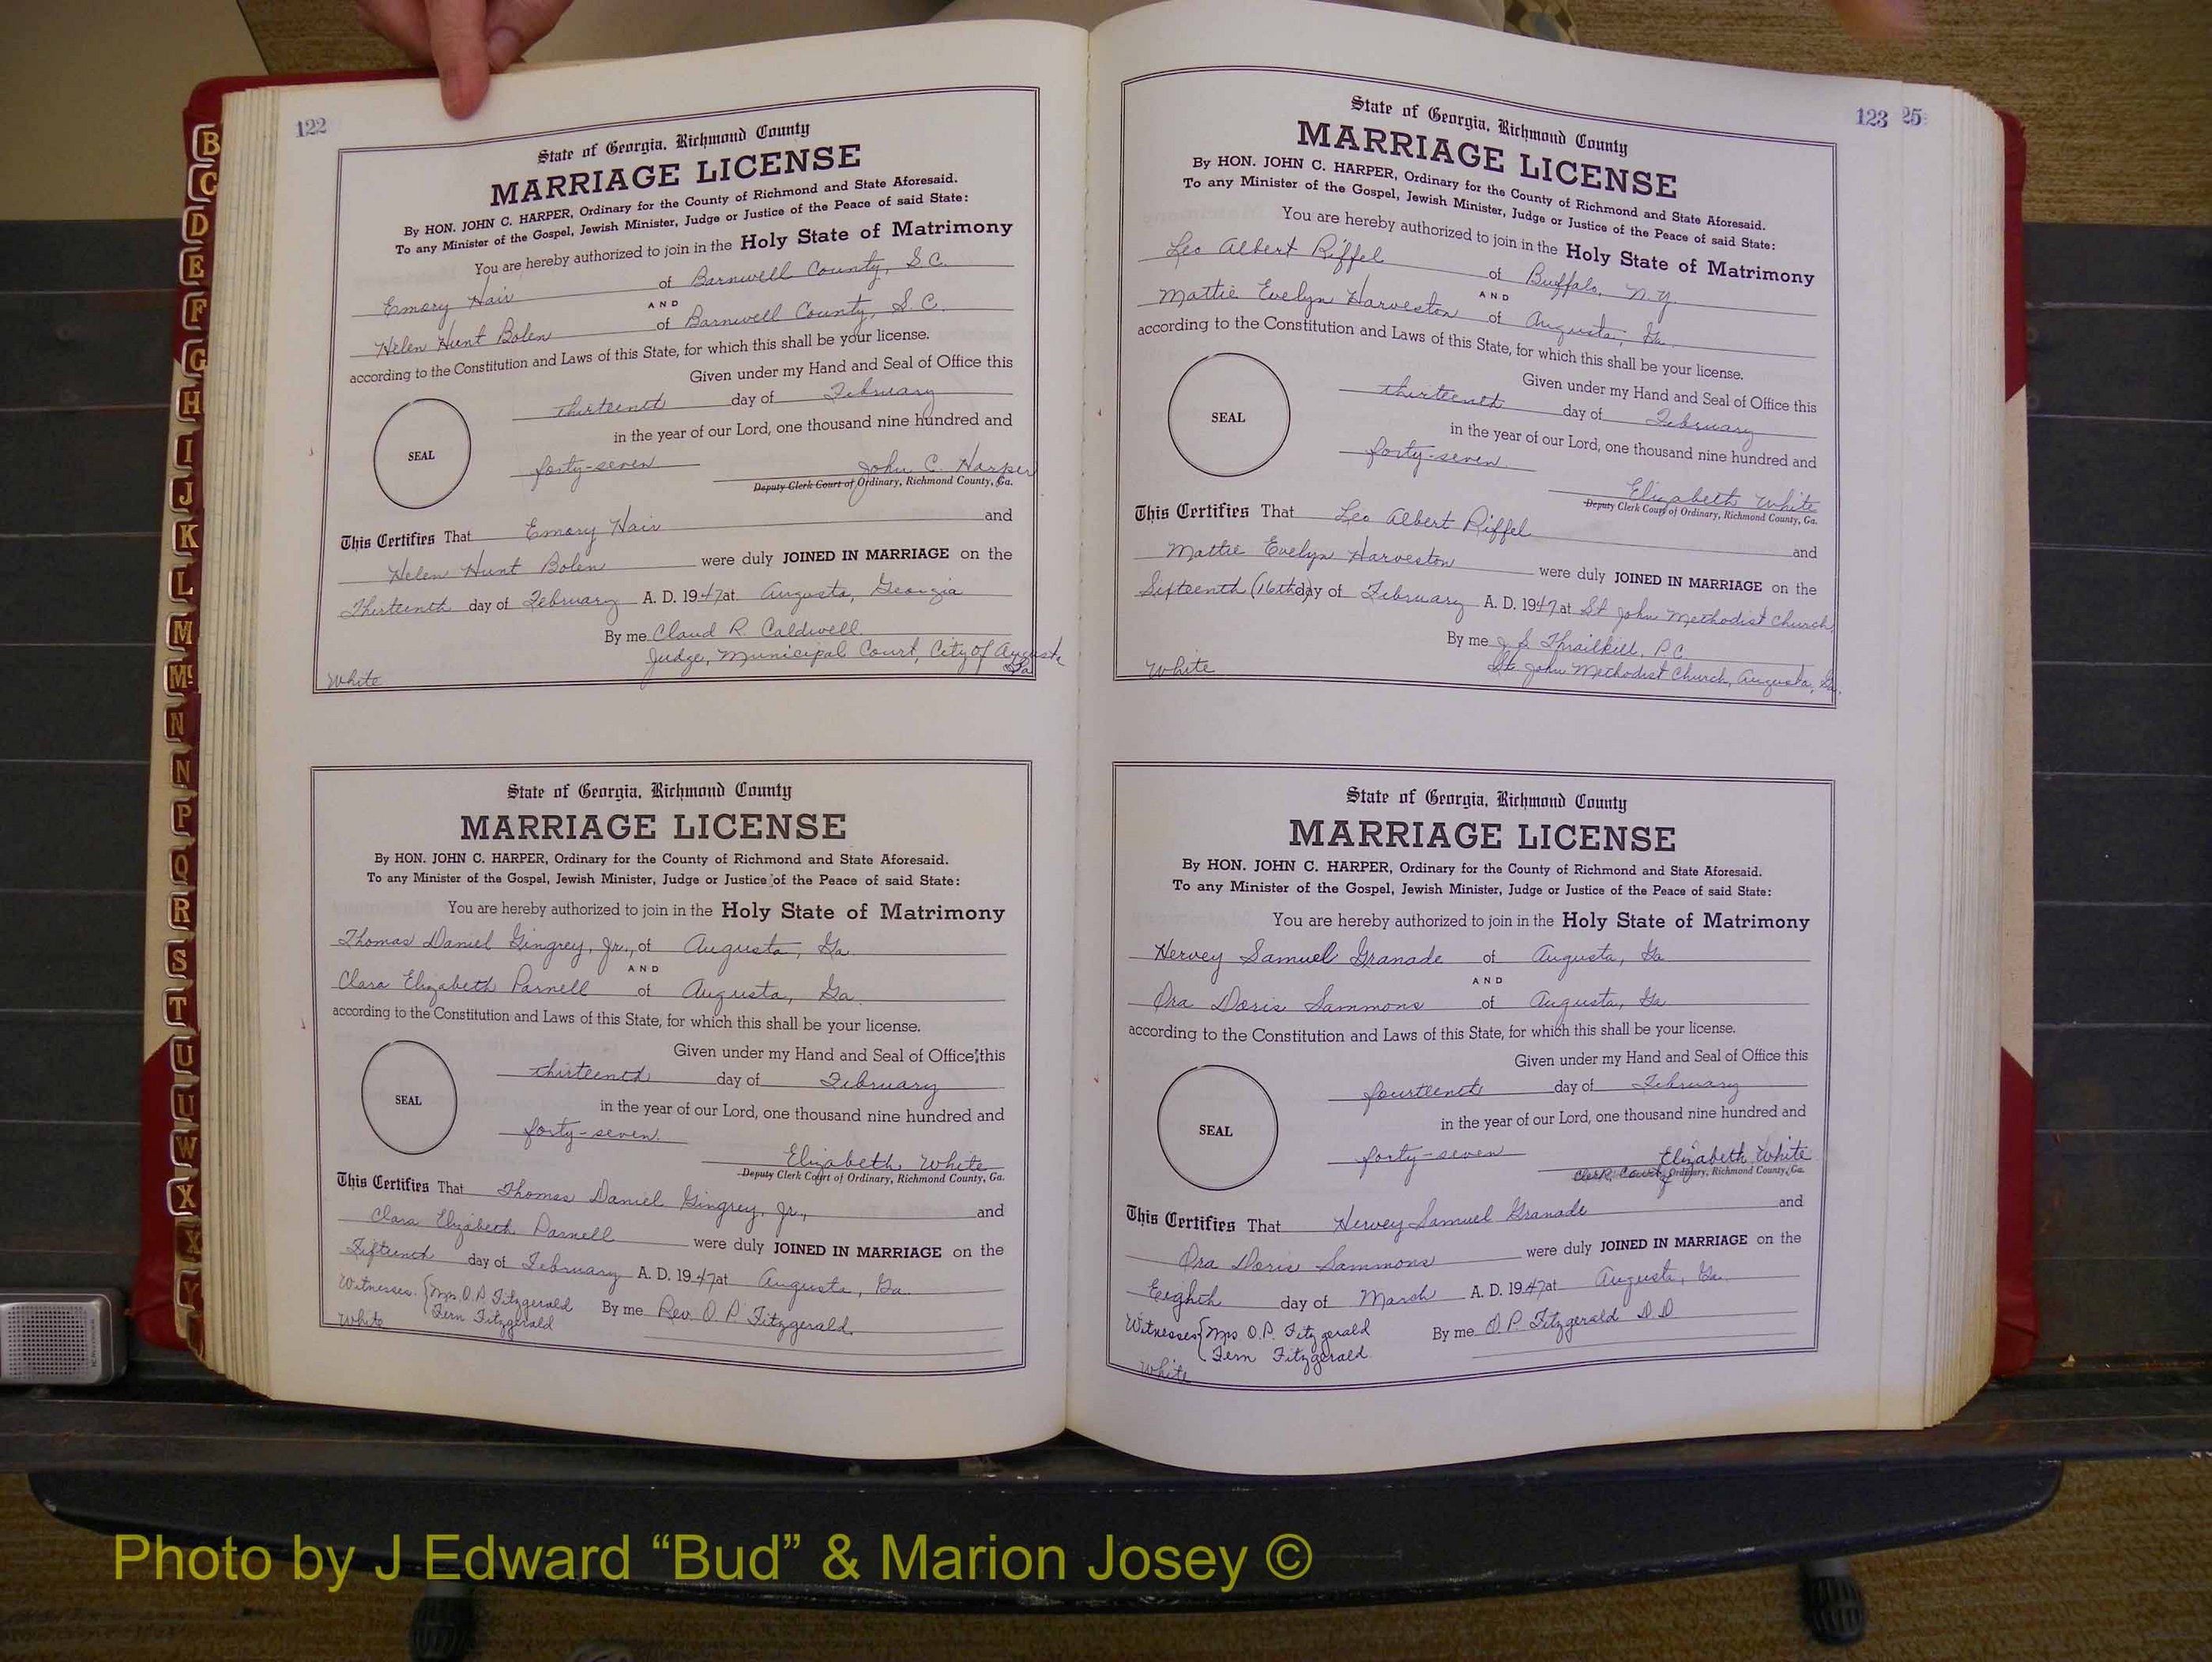 B
C
D
E
F
G
H
I
J
K
L
M
Mc
N
N
P
Q
R
S
T
U
U
W
X
X
Y
122
State of Georgia, Richmond County
MARRIAGE LICENSE
By HON. JOHN C. HARPER, Ordinary for the County of Richmond and State Aforesaid.
To any Minister of the Gospel, Jewish Minister, Judge or Justice of the Peace of said State:
You are hereby authorized to join in the Holy State of Matrimony
Emory Hair of Barnwell County, S.C.
AND
Helen Hunt Bolen of Barnwell County, S.C.
according to the Constitution and Laws of this State, for which this shall be your license.
Given under my Hand and Seal of Office this
thirteenth day of February
in the year of our Lord, one thousand nine hundred and
SEAL
forty-seven John C. Harper
Deputy Clerk Court of Ordinary, Richmond County, Ga.
This Certifies That Emory Hair and
Helen Hunt Bolen were duly JOINED IN MARRIAGE on the
Thirteenth day of February A. D. 1947 at Augusta, Georgia
By me Claud R. Caldwell
Judge, Municipal Court, City of Augusta
Ga
White
State of Georgia, Richmond County
MARRIAGE LICENSE
By HON. JOHN C. HARPER, Ordinary for the County of Richmond and State Aforesaid.
To any Minister of the Gospel, Jewish Minister, Judge or Justice of the Peace of said State:
You are hereby authorized to join in the Holy State of Matrimony
Thomas Daniel Gingrey, Jr., of Augusta, Ga.
AND
Clara Elizabeth Parnell of Augusta, Ga.
according to the Constitution and Laws of this State, for which this shall be your license.
Given under my Hand and Seal of Office this
thirteenth day of February
SEAL
in the year of our Lord, one thousand nine hundred and
forty-seven.
Elizabeth White
Deputy Clerk Court of Ordinary, Richmond County, Ga.
This Certifies That Thomas Daniel Gingrey, Jr., and
Clara Elizabeth Parnell were duly JOINED IN MARRIAGE on the
Fifteenth day of February A. D. 1947 at Augusta, Ga.
Witnesses. { Mrs. O. P. Fitzgerald By me Rev. O. P. Fitzgerald
Fern Fitzgerald
White
123 25
State of Georgia, Richmond County
MARRIAGE LICENSE
By HON. JOHN C. HARPER, Ordinary for the County of Richmond and State Aforesaid.
To any Minister of the Gospel, Jewish Minister, Judge or Justice of the Peace of said State:
You are hereby authorized to join in the Holy State of Matrimony
Leo Albert Riffel of Buffalo, N.Y.
AND
Mattie Evelyn Harveston of Augusta, Ga.
according to the Constitution and Laws of this State, for which this shall be your license.
Given under my Hand and Seal of Office this
thirteenth day of February
SEAL
in the year of our Lord, one thousand nine hundred and
forty-seven.
Elizabeth White
Deputy Clerk Court of Ordinary, Richmond County, Ga.
This Certifies That Leo Albert Riffel and
Mattie Evelyn Harveston were duly JOINED IN MARRIAGE on the
Sixteenth (16th) day of February A. D. 1947 at St John Methodist Church
By me J. S. Thrailkill, P.C.
St. John Methodist Church, Augusta, Ga.
White
State of Georgia, Richmond County
MARRIAGE LICENSE
By HON. JOHN C. HARPER, Ordinary for the County of Richmond and State Aforesaid.
To any Minister of the Gospel, Jewish Minister, Judge or Justice of the Peace of said State:
You are hereby authorized to join in the Holy State of Matrimony
Hervey Samuel Granade of Augusta, Ga.
AND
Ora Doris Sammons of Augusta, Ga.
according to the Constitution and Laws of this State, for which this shall be your license.
Given under my Hand and Seal of Office this
fourteenth day of February
SEAL
in the year of our Lord, one thousand nine hundred and
forty-seven Elizabeth White
Clerk, Court of Ordinary, Richmond County, Ga.
This Certifies That Hervey Samuel Granade and
Ora Doris Sammons were duly JOINED IN MARRIAGE on the
Eighth day of March A. D. 1947 at Augusta, Ga.
Witnesses { Mrs O. P. Fitzgerald By me O. P. Fitzgerald D.D
Fern Fitzgerald
White
Photo by J Edward “Bud” & Marion Josey ©